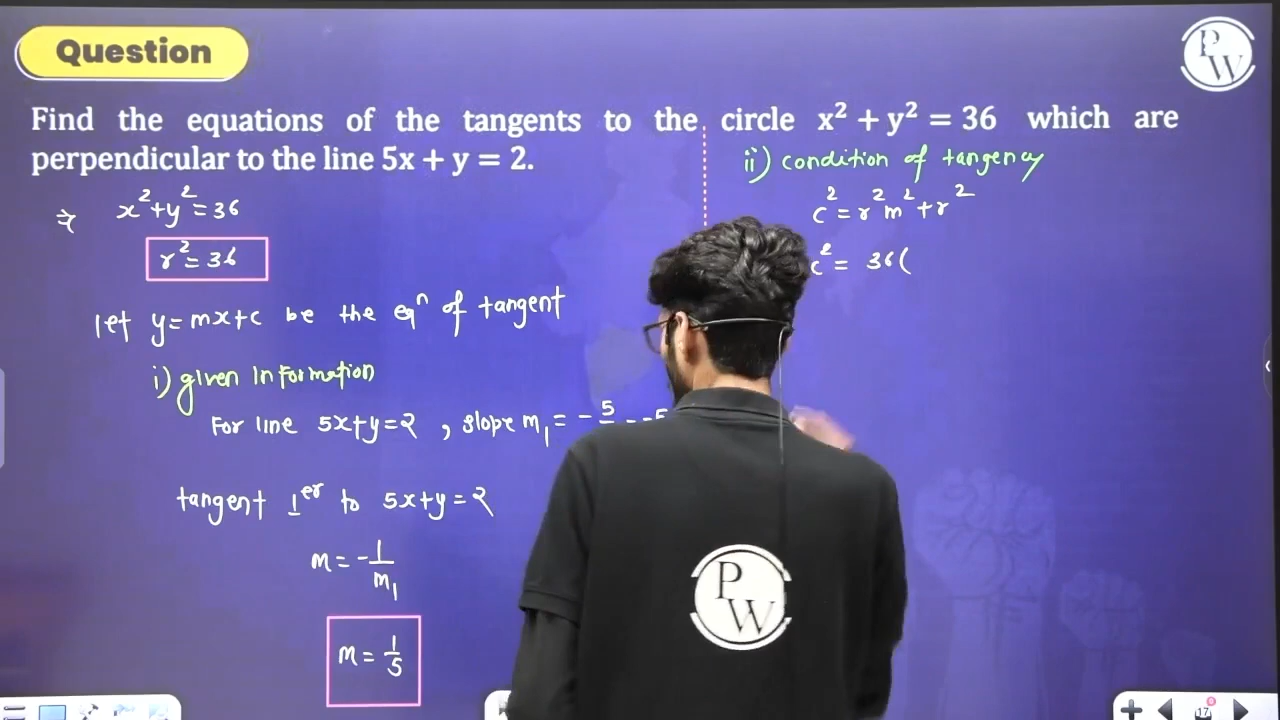 Question
PW
Find the equations of the tangents to the circle x² + y² = 36 which are
perpendicular to the line 5x + y = 2.
⇒ x²+y²=36
r²=36
let y=mx+c be the eqⁿ of tangent
i) given information
For line 5x+y=2 , slope m₁ = -5
tangent ⊥er to 5x+y=2
m = -1/m₁
m = 1/5
ii) condition of tangency
c² = r²m²+r²
c² = 36(
PW
17